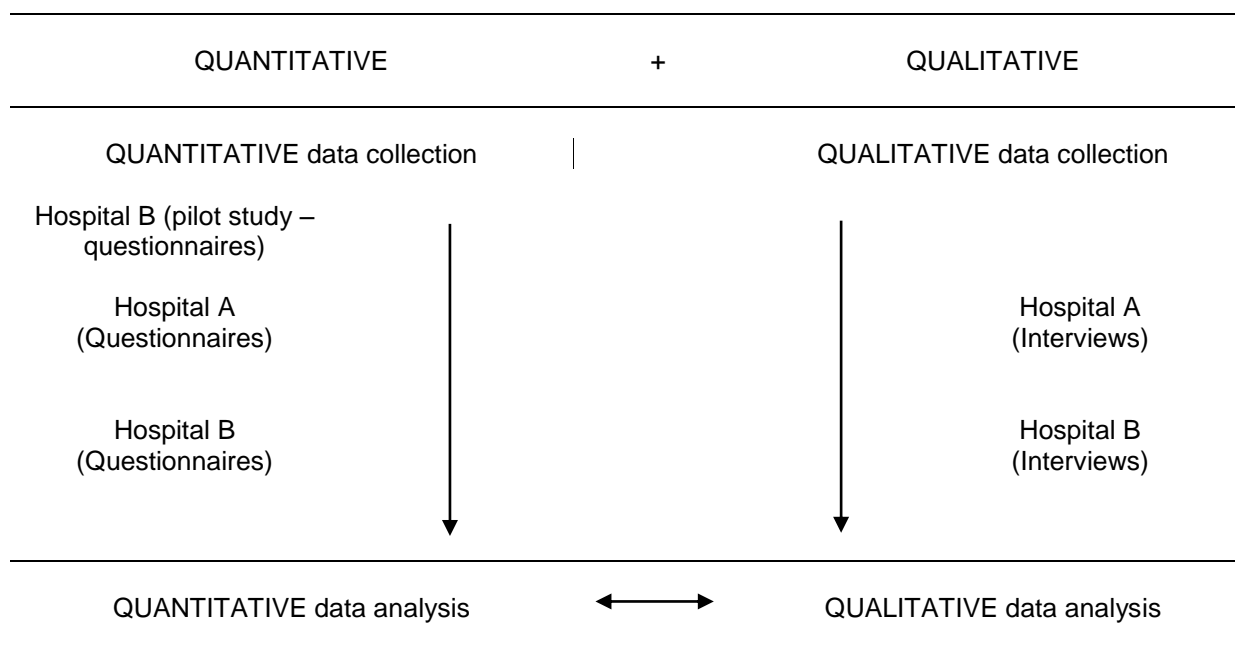 QUANTITATIVE + QUALITATIVE
QUANTITATIVE data collection QUALITATIVE data collection
Hospital B (pilot study –
questionnaires)
Hospital A
(Questionnaires)
Hospital A
(Interviews)
Hospital B
(Questionnaires)
Hospital B
(Interviews)
QUANTITATIVE data analysis QUALITATIVE data analysis